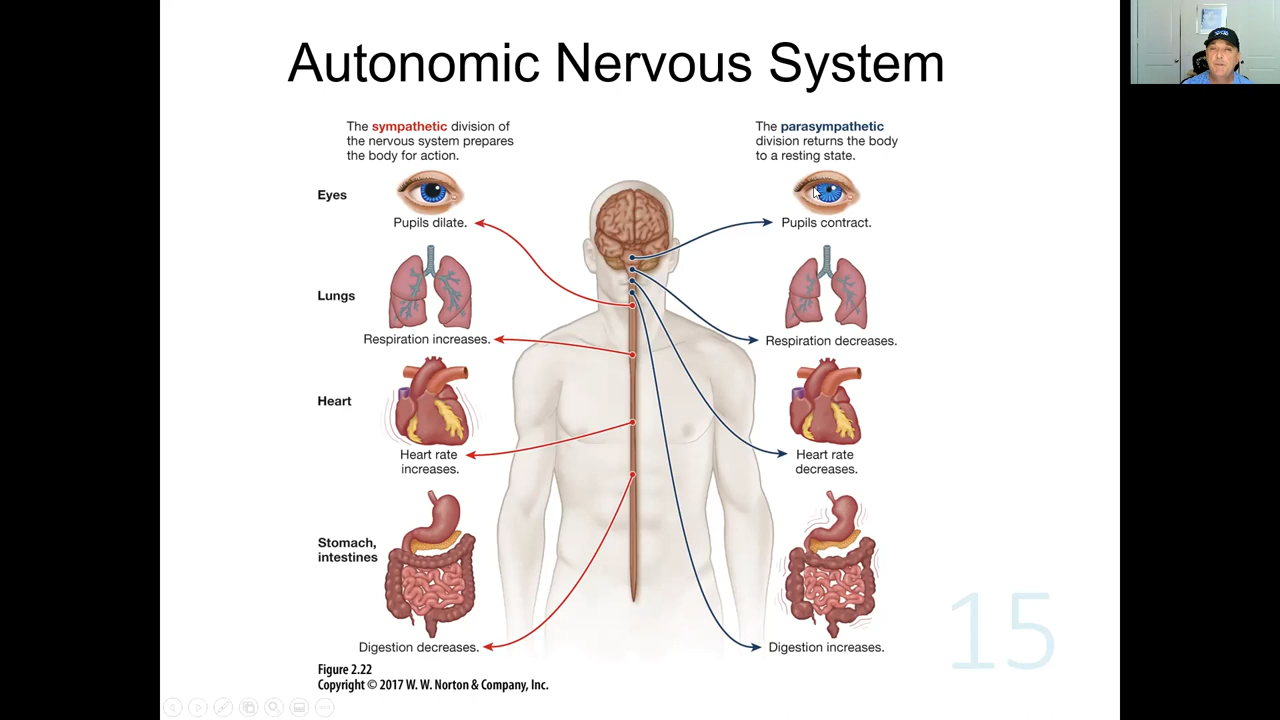 Autonomic Nervous System
The sympathetic division of
the nervous system prepares
the body for action.
The parasympathetic
division returns the body
to a resting state.
Eyes
Pupils dilate.
Pupils contract.
Lungs
Respiration increases.
Respiration decreases.
Heart
Heart rate
increases.
Heart rate
decreases.
Stomach,
intestines
Digestion decreases.
Digestion increases.
15
Figure 2.22
Copyright © 2017 W. W. Norton & Company, Inc.